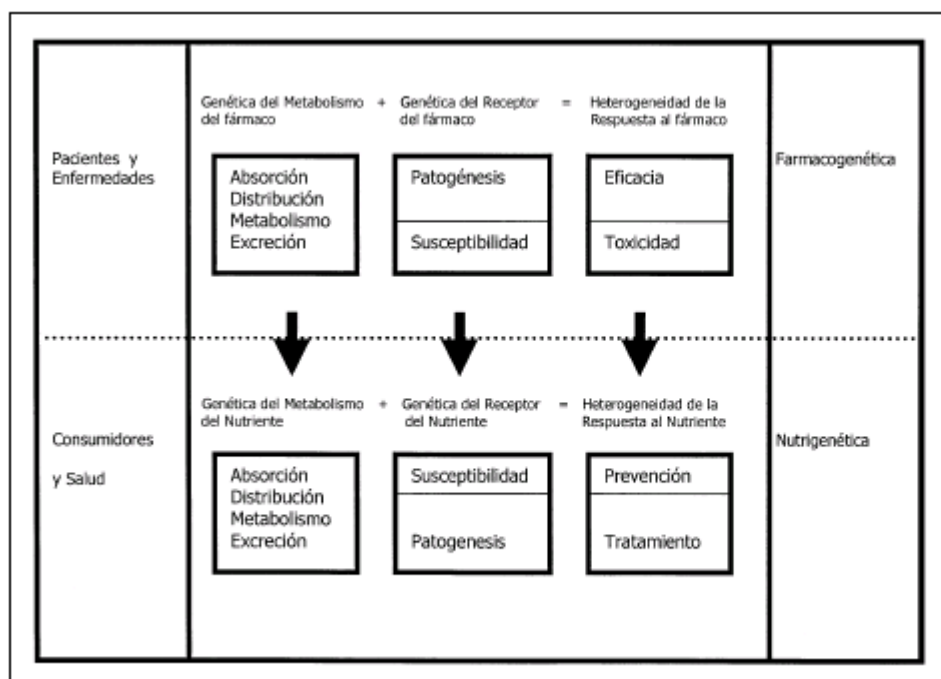 Genética del Metabolismo + Genética del Receptor = Heterogeneidad de la
del fármaco del fármaco Respuesta al fármaco
Pacientes y
Enfermedades
Absorción
Distribución
Metabolismo
Excreción
Patogénesis
Susceptibilidad
Eficacia
Toxicidad
Farmacogenética
Genética del Metabolismo + Genética del Receptor = Heterogeneidad de la
del Nutriente del Nutriente Respuesta al Nutriente
Consumidores
y Salud
Absorción
Distribución
Metabolismo
Excreción
Susceptibilidad
Patogenesis
Prevención
Tratamiento
Nutrigenética